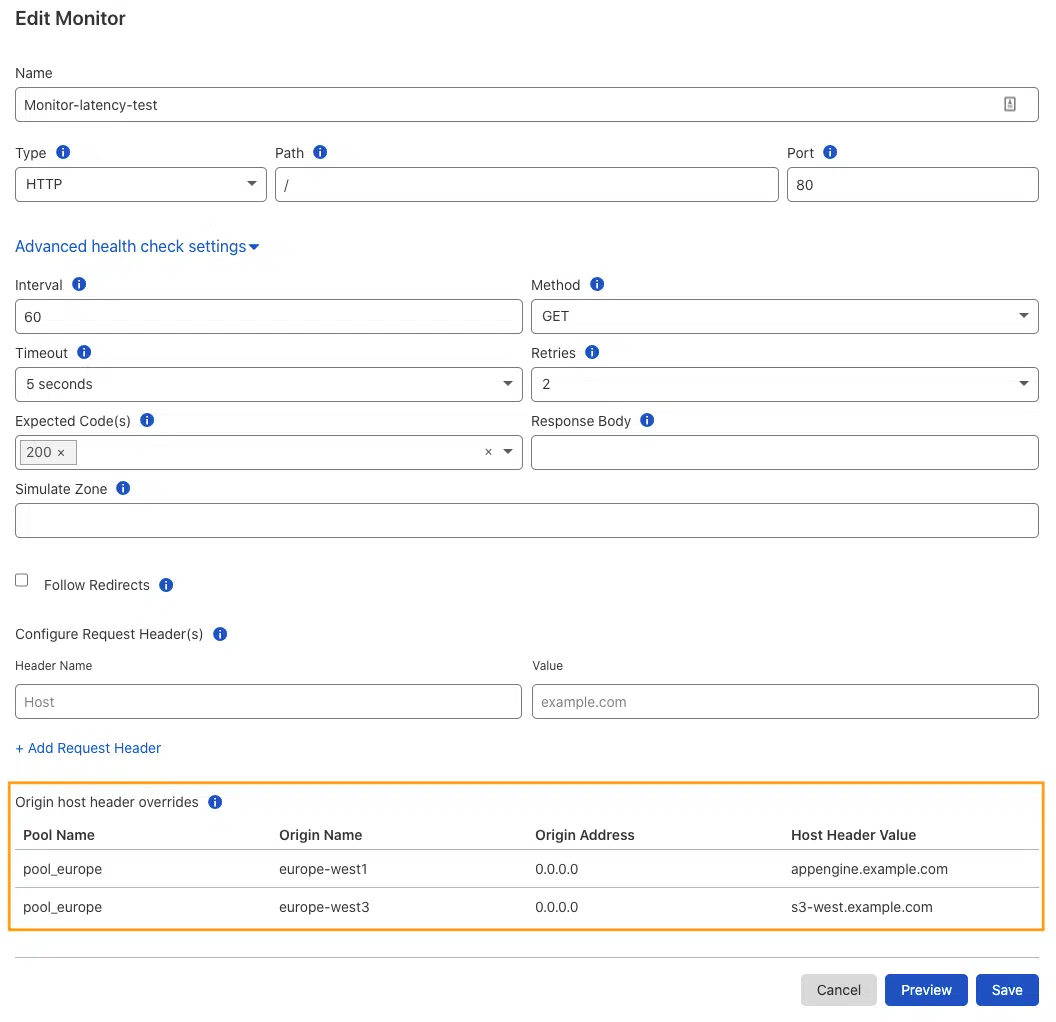 Edit Monitor
Name
Monitor-latency-test
Type Path Port
HTTP / 80
Advanced health check settings
Interval Method
60 GET
Timeout Retries
5 seconds 2
Expected Code(s) Response Body
200 × ×
Simulate Zone
Follow Redirects
Configure Request Header(s)
Header Name Value
Host example.com
+ Add Request Header
Origin host header overrides
Pool Name Origin Name Origin Address Host Header Value
pool_europe europe-west1 0.0.0.0 appengine.example.com
pool_europe europe-west3 0.0.0.0 s3-west.example.com
Cancel Preview Save